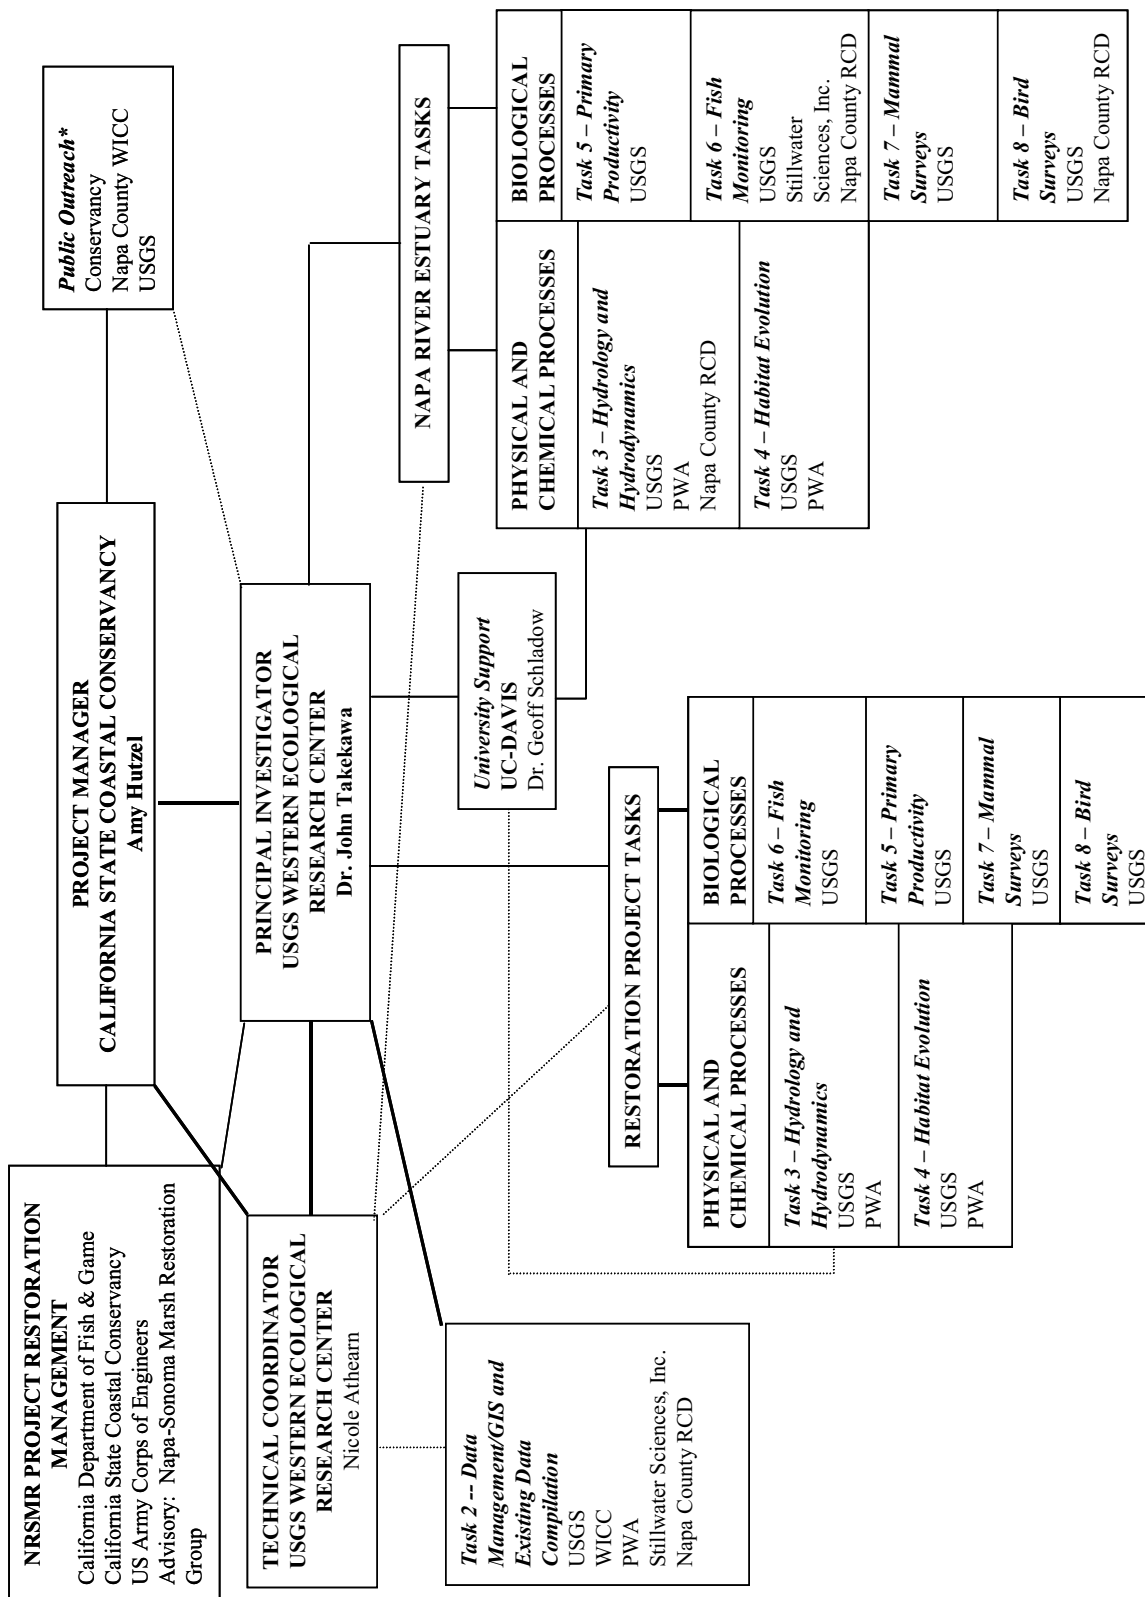 NRSMR PROJECT RESTORATION
MANAGEMENT
California Department of Fish & Game
California State Coastal Conservancy
US Army Corps of Engineers
Advisory: Napa-Sonoma Marsh Restoration
Group
PROJECT MANAGER
CALIFORNIA STATE COASTAL CONSERVANCY
Amy Hutzel
Public Outreach*
Conservancy
Napa County WICC
USGS
TECHNICAL COORDINATOR
USGS WESTERN ECOLOGICAL
RESEARCH CENTER
Nicole Athearn
PRINCIPAL INVESTIGATOR
USGS WESTERN ECOLOGICAL
RESEARCH CENTER
Dr. John Takekawa
Task 2 -- Data
Management/GIS and
Existing Data
Compilation
USGS
WICC
PWA
Stillwater Sciences, Inc.
Napa County RCD
University Support
UC-DAVIS
Dr. Geoff Schladow
NAPA RIVER ESTUARY TASKS
PHYSICAL AND
CHEMICAL PROCESSES
Task 3 – Hydrology and
Hydrodynamics
USGS
PWA
Napa County RCD
Task 4 – Habitat Evolution
USGS
PWA
BIOLOGICAL
PROCESSES
Task 5 – Primary
Productivity
USGS
Task 6 – Fish
Monitoring
USGS
Stillwater
Sciences, Inc.
Napa County RCD
Task 7 – Mammal
Surveys
USGS
Task 8 – Bird
Surveys
USGS
Napa County RCD
RESTORATION PROJECT TASKS
PHYSICAL AND
CHEMICAL PROCESSES
Task 3 – Hydrology and
Hydrodynamics
USGS
PWA
Task 4 – Habitat Evolution
USGS
PWA
BIOLOGICAL
PROCESSES
Task 6 – Fish
Monitoring
USGS
Task 5 – Primary
Productivity
USGS
Task 7 – Mammal
Surveys
USGS
Task 8 – Bird
Surveys
USGS